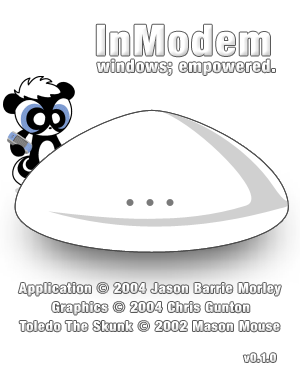 InModem
windows; empowered.
Application © 2004 Jason Barrie Morley
Graphics © 2004 Chris Gunton
Toledo The Skunk © 2002 Mason Mouse
v0.1.0